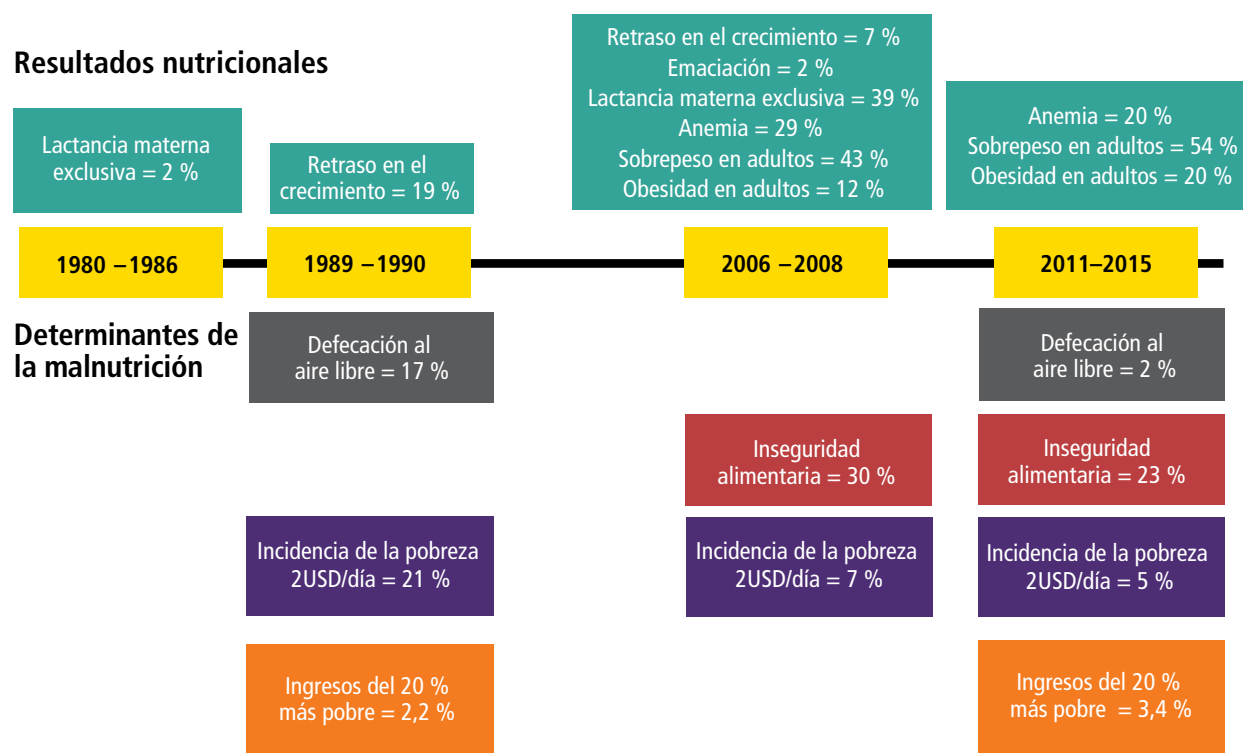 Resultados nutricionales
Lactancia materna
exclusiva = 2 %
Retraso en el
crecimiento = 19 %
Retraso en el crecimiento = 7 %
Emaciación = 2 %
Lactancia materna exclusiva = 39 %
Anemia = 29 %
Sobrepeso en adultos = 43 %
Obesidad en adultos = 12 %
Anemia = 20 %
Sobrepeso en adultos = 54 %
Obesidad en adultos = 20 %
1980 –1986
1989 –1990
2006 –2008
2011–2015
Determinantes de
la malnutrición
Defecación al
aire libre = 17 %
Defecación al
aire libre = 2 %
Inseguridad
alimentaria = 30 %
Inseguridad
alimentaria = 23 %
Incidencia de la pobreza
2USD/día = 21 %
Incidencia de la pobreza
2USD/día = 7 %
Incidencia de la pobreza
2USD/día = 5 %
Ingresos del 20 %
más pobre = 2,2 %
Ingresos del 20 %
más pobre = 3,4 %